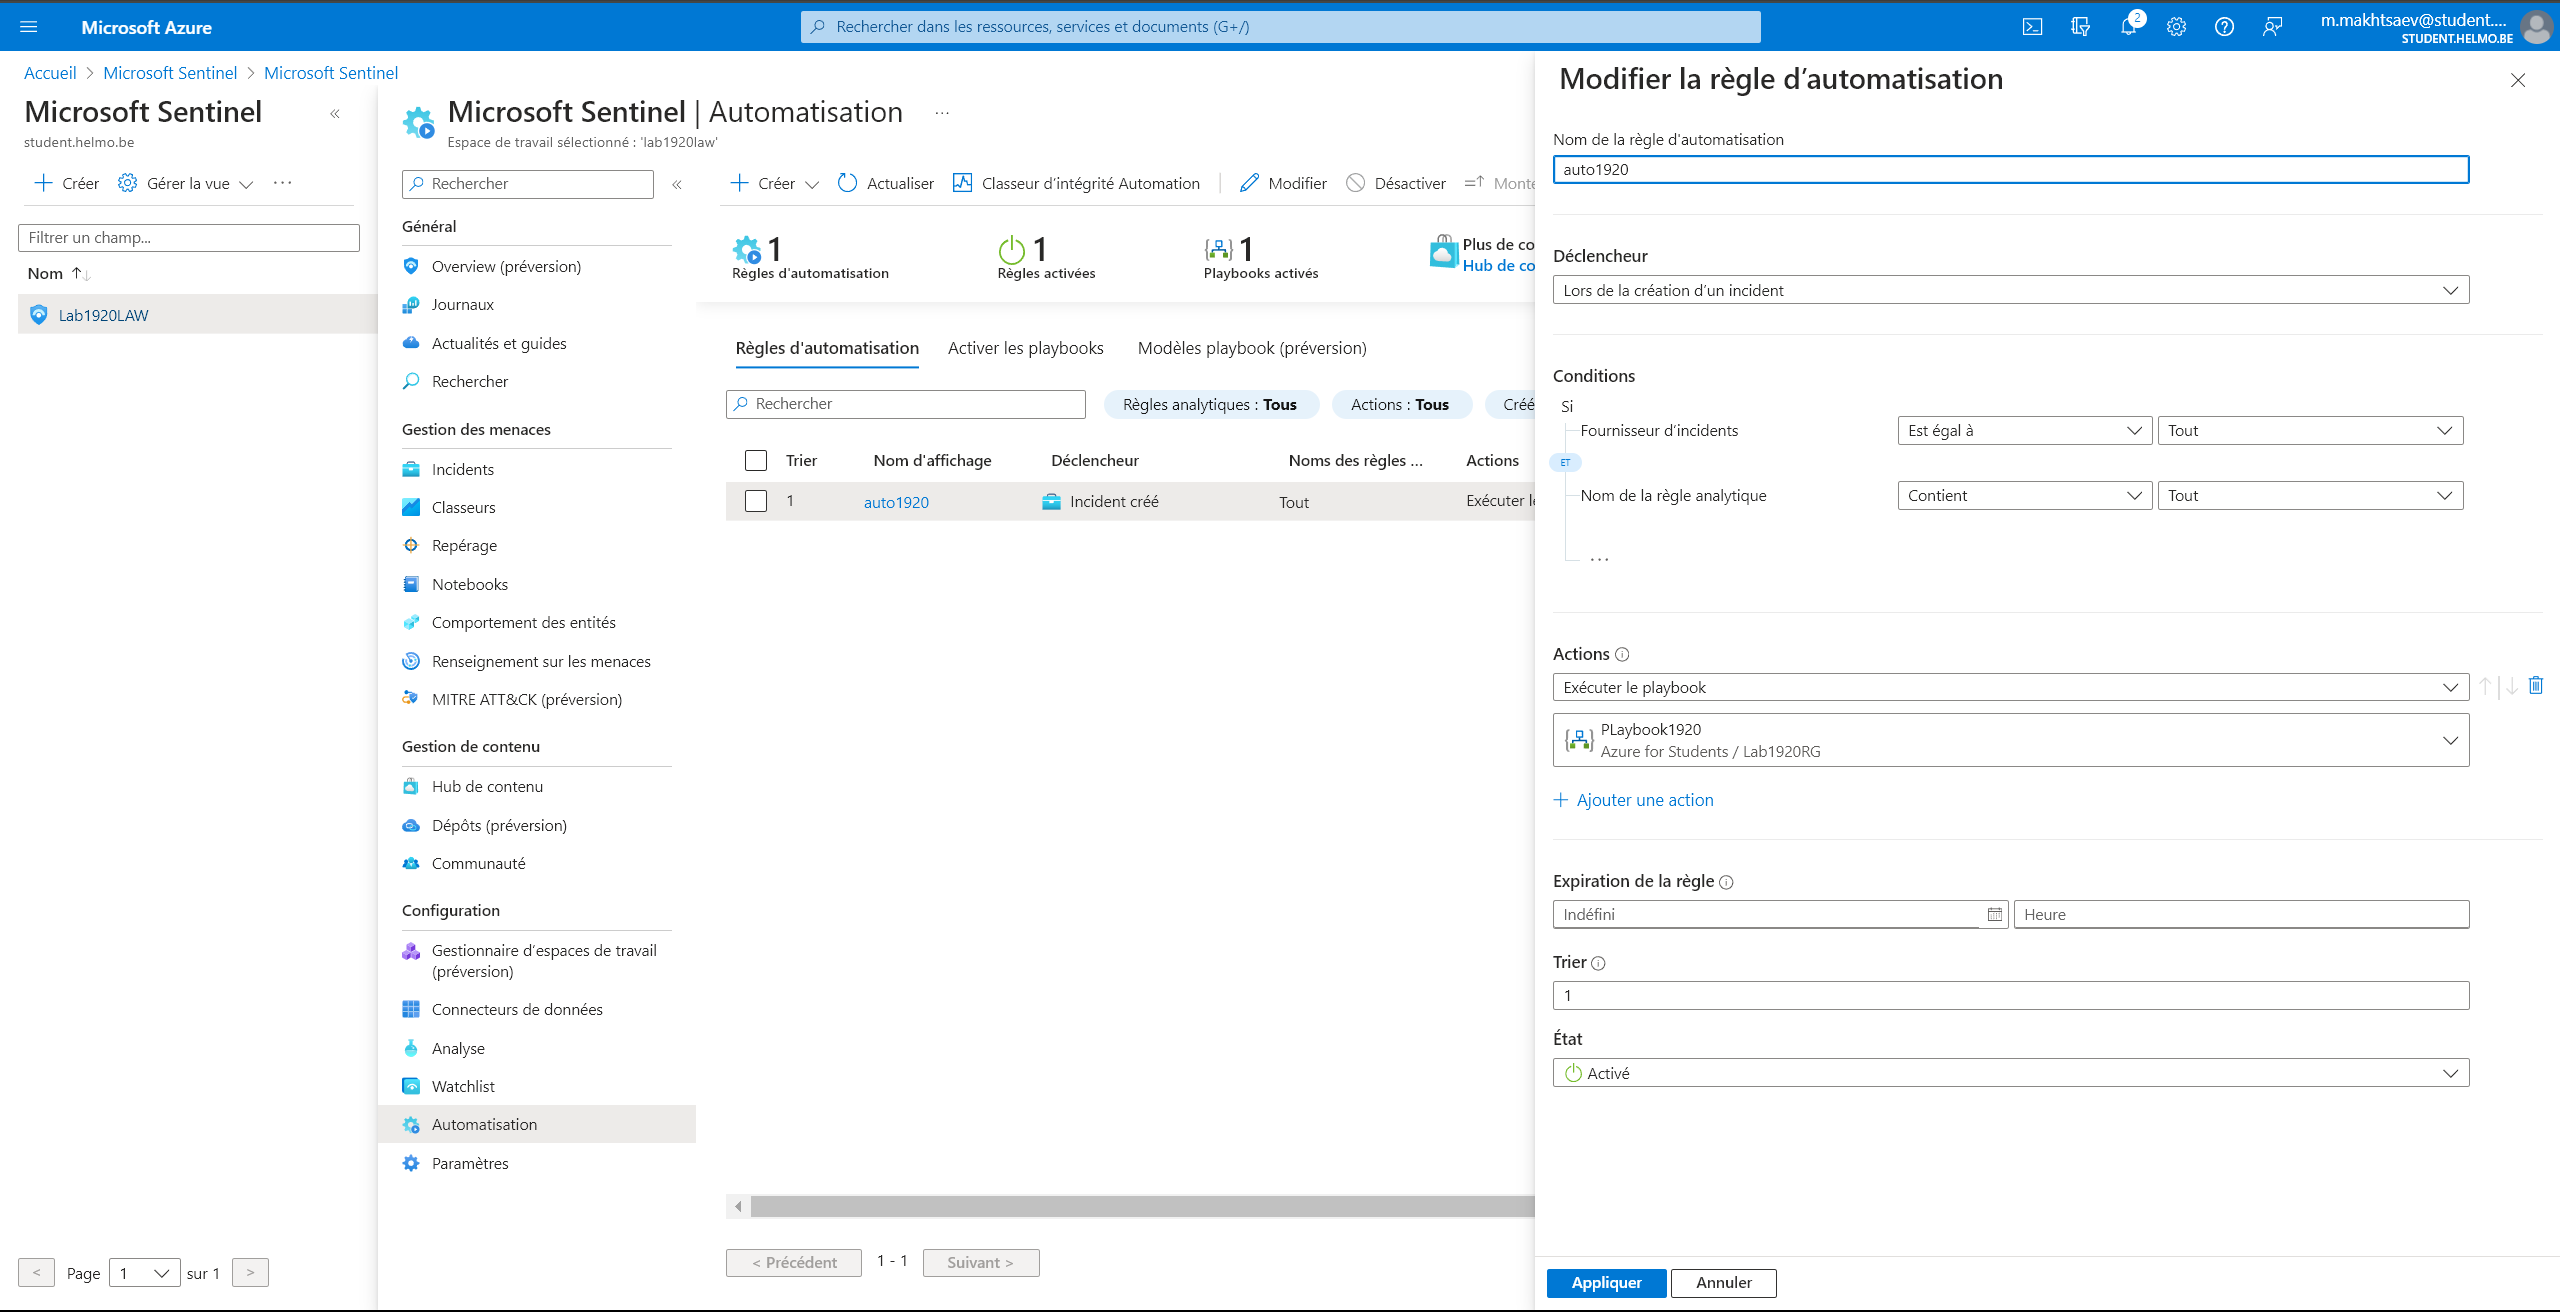 Microsoft Azure
Rechercher dans les ressources, services et documents (G+/)
2
m.makhtsaev@student....
STUDENT.HELMO.BE
Accueil > Microsoft Sentinel > Microsoft Sentinel
Microsoft Sentinel
student.helmo.be
Créer
Gérer la vue
Filtrer un champ...
Nom
Lab1920LAW
< Page 1 sur 1 >
Microsoft Sentinel | Automatisation
Espace de travail sélectionné : 'lab1920law'
Rechercher
Général
Overview (préversion)
Journaux
Actualités et guides
Rechercher
Gestion des menaces
Incidents
Classeurs
Repérage
Notebooks
Comportement des entités
Renseignement sur les menaces
MITRE ATT&CK (préversion)
Gestion de contenu
Hub de contenu
Dépôts (préversion)
Communauté
Configuration
Gestionnaire d'espaces de travail
(préversion)
Connecteurs de données
Analyse
Watchlist
Automatisation
Paramètres
Créer
Actualiser
Classeur d'intégrité Automation
Modifier
Désactiver
Monte
1
Règles d'automatisation
1
Règles activées
1
Playbooks activés
Plus de co
Hub de co
Règles d'automatisation
Activer les playbooks
Modèles playbook (préversion)
Rechercher
Règles analytiques : Tous
Actions : Tous
Créé
Trier Nom d'affichage Déclencheur Noms des règles ... Actions
1 auto1920 Incident créé Tout Exécuter le
< Précédent 1 - 1 Suivant >
Modifier la règle d'automatisation
Nom de la règle d'automatisation
auto1920
Déclencheur
Lors de la création d'un incident
Conditions
Si
Fournisseur d'incidents Est égal à Tout
ET
Nom de la règle analytique Contient Tout
...
Actions
Exécuter le playbook
PLaybook1920
Azure for Students / Lab1920RG
+ Ajouter une action
Expiration de la règle
Indéfini Heure
Trier
1
État
Activé
Appliquer Annuler